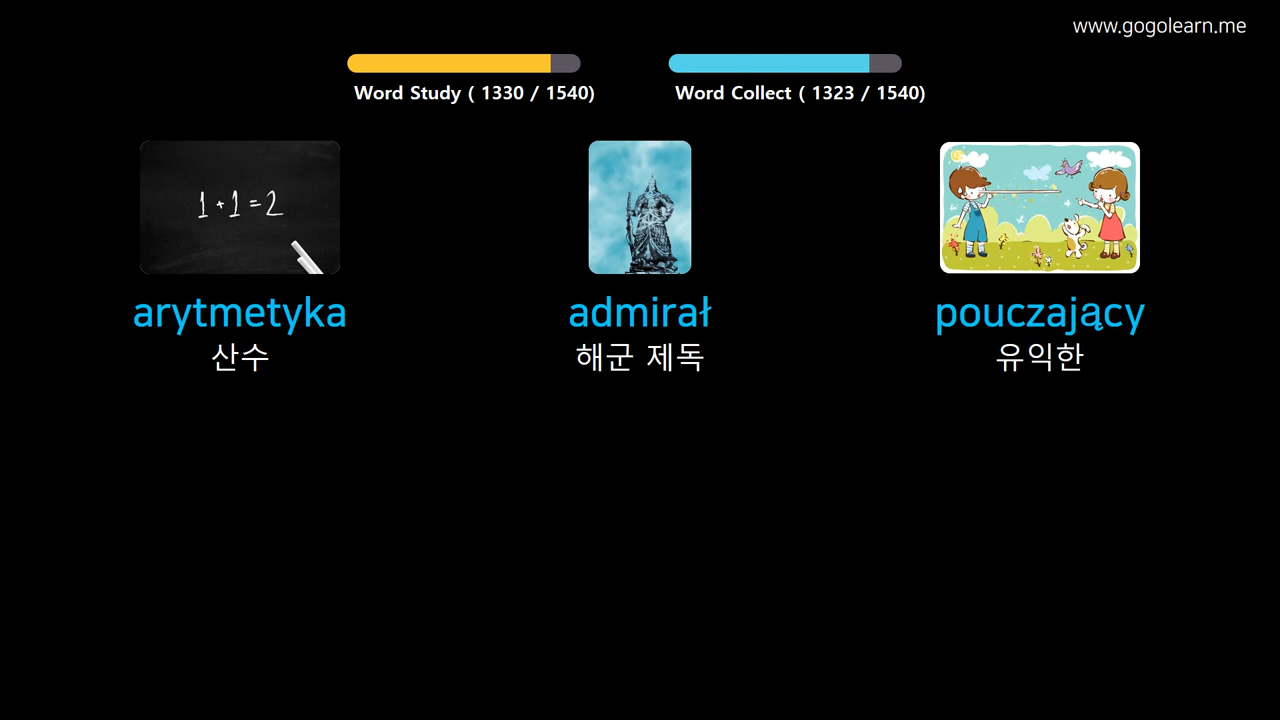 www.gogolearn.me
Word Study ( 1330 / 1540)
Word Collect ( 1323 / 1540)
1 + 1 = 2
arytmetyka
산수
admirał
해군 제독
pouczający
유익한